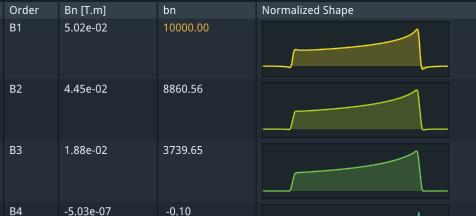 Order Bn [T.m] bn Normalized Shape
B1 5.02e-02 10000.00
B2 4.45e-02 8860.56
B3 1.88e-02 3739.65
B4 -5.03e-07 -0.10